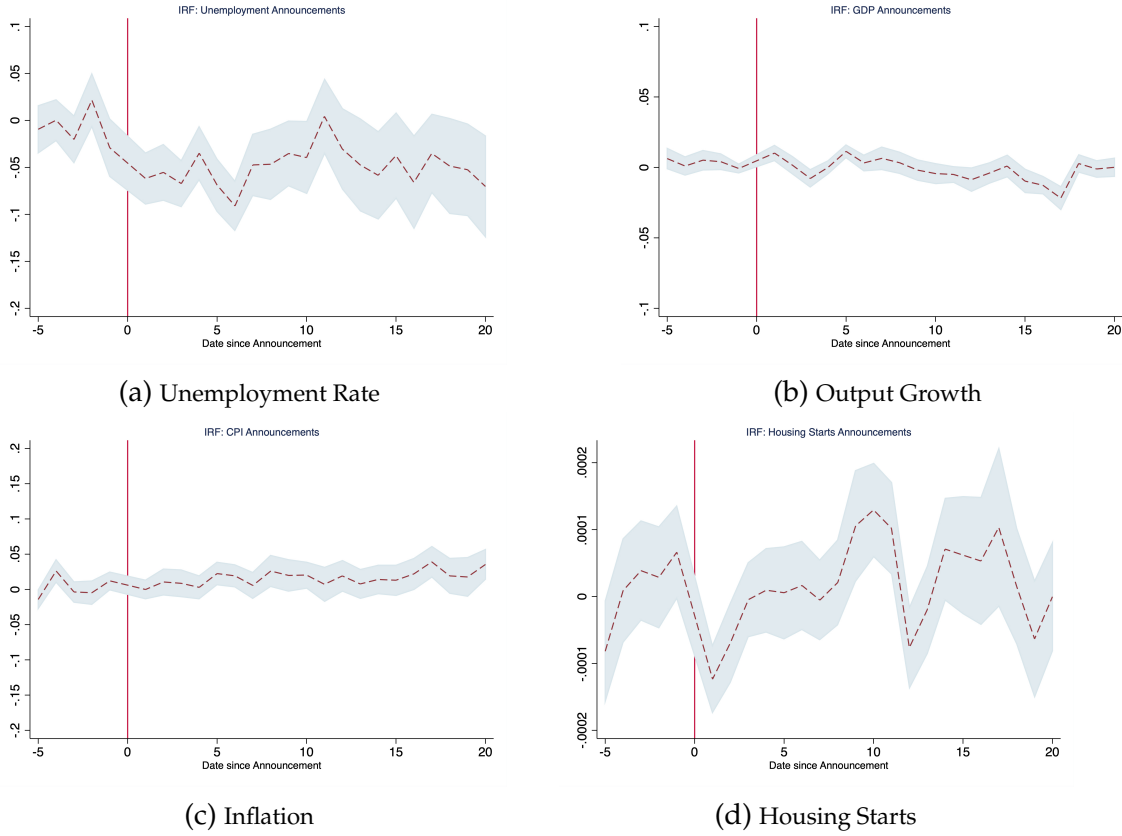 IRF: Unemployment Announcements
.1
.05
0
-.05
-.1
-.15
-.2
-5 0 5 10 15 20
Date since Announcement
(a) Unemployment Rate
IRF: GDP Announcements
.1
.05
0
-.05
-.1
-5 0 5 10 15 20
Date since Announcement
(b) Output Growth
IRF: CPI Announcements
.2
.15
.1
.05
0
-.05
-.1
-.15
-.2
-5 0 5 10 15 20
Date since Announcement
(c) Inflation
IRF: Housing Starts Announcements
.0002
.0001
0
-.0001
-.0002
-5 0 5 10 15 20
Date since Announcement
(d) Housing Starts